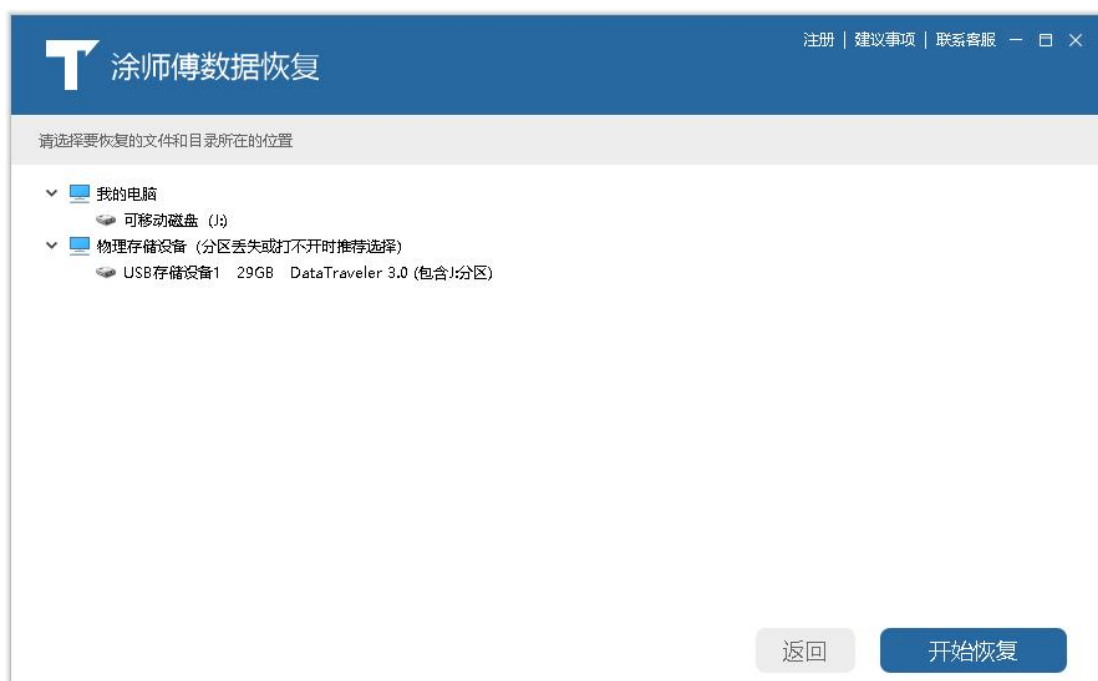 注册 | 建议事项 | 联系客服
涂师傅数据恢复
请选择要恢复的文件和目录所在的位置
我的电脑
可移动磁盘 (J:)
物理存储设备 (分区丢失或打不开时推荐选择)
USB存储设备1 29GB DataTraveler 3.0 (包含J:分区)
返回 开始恢复